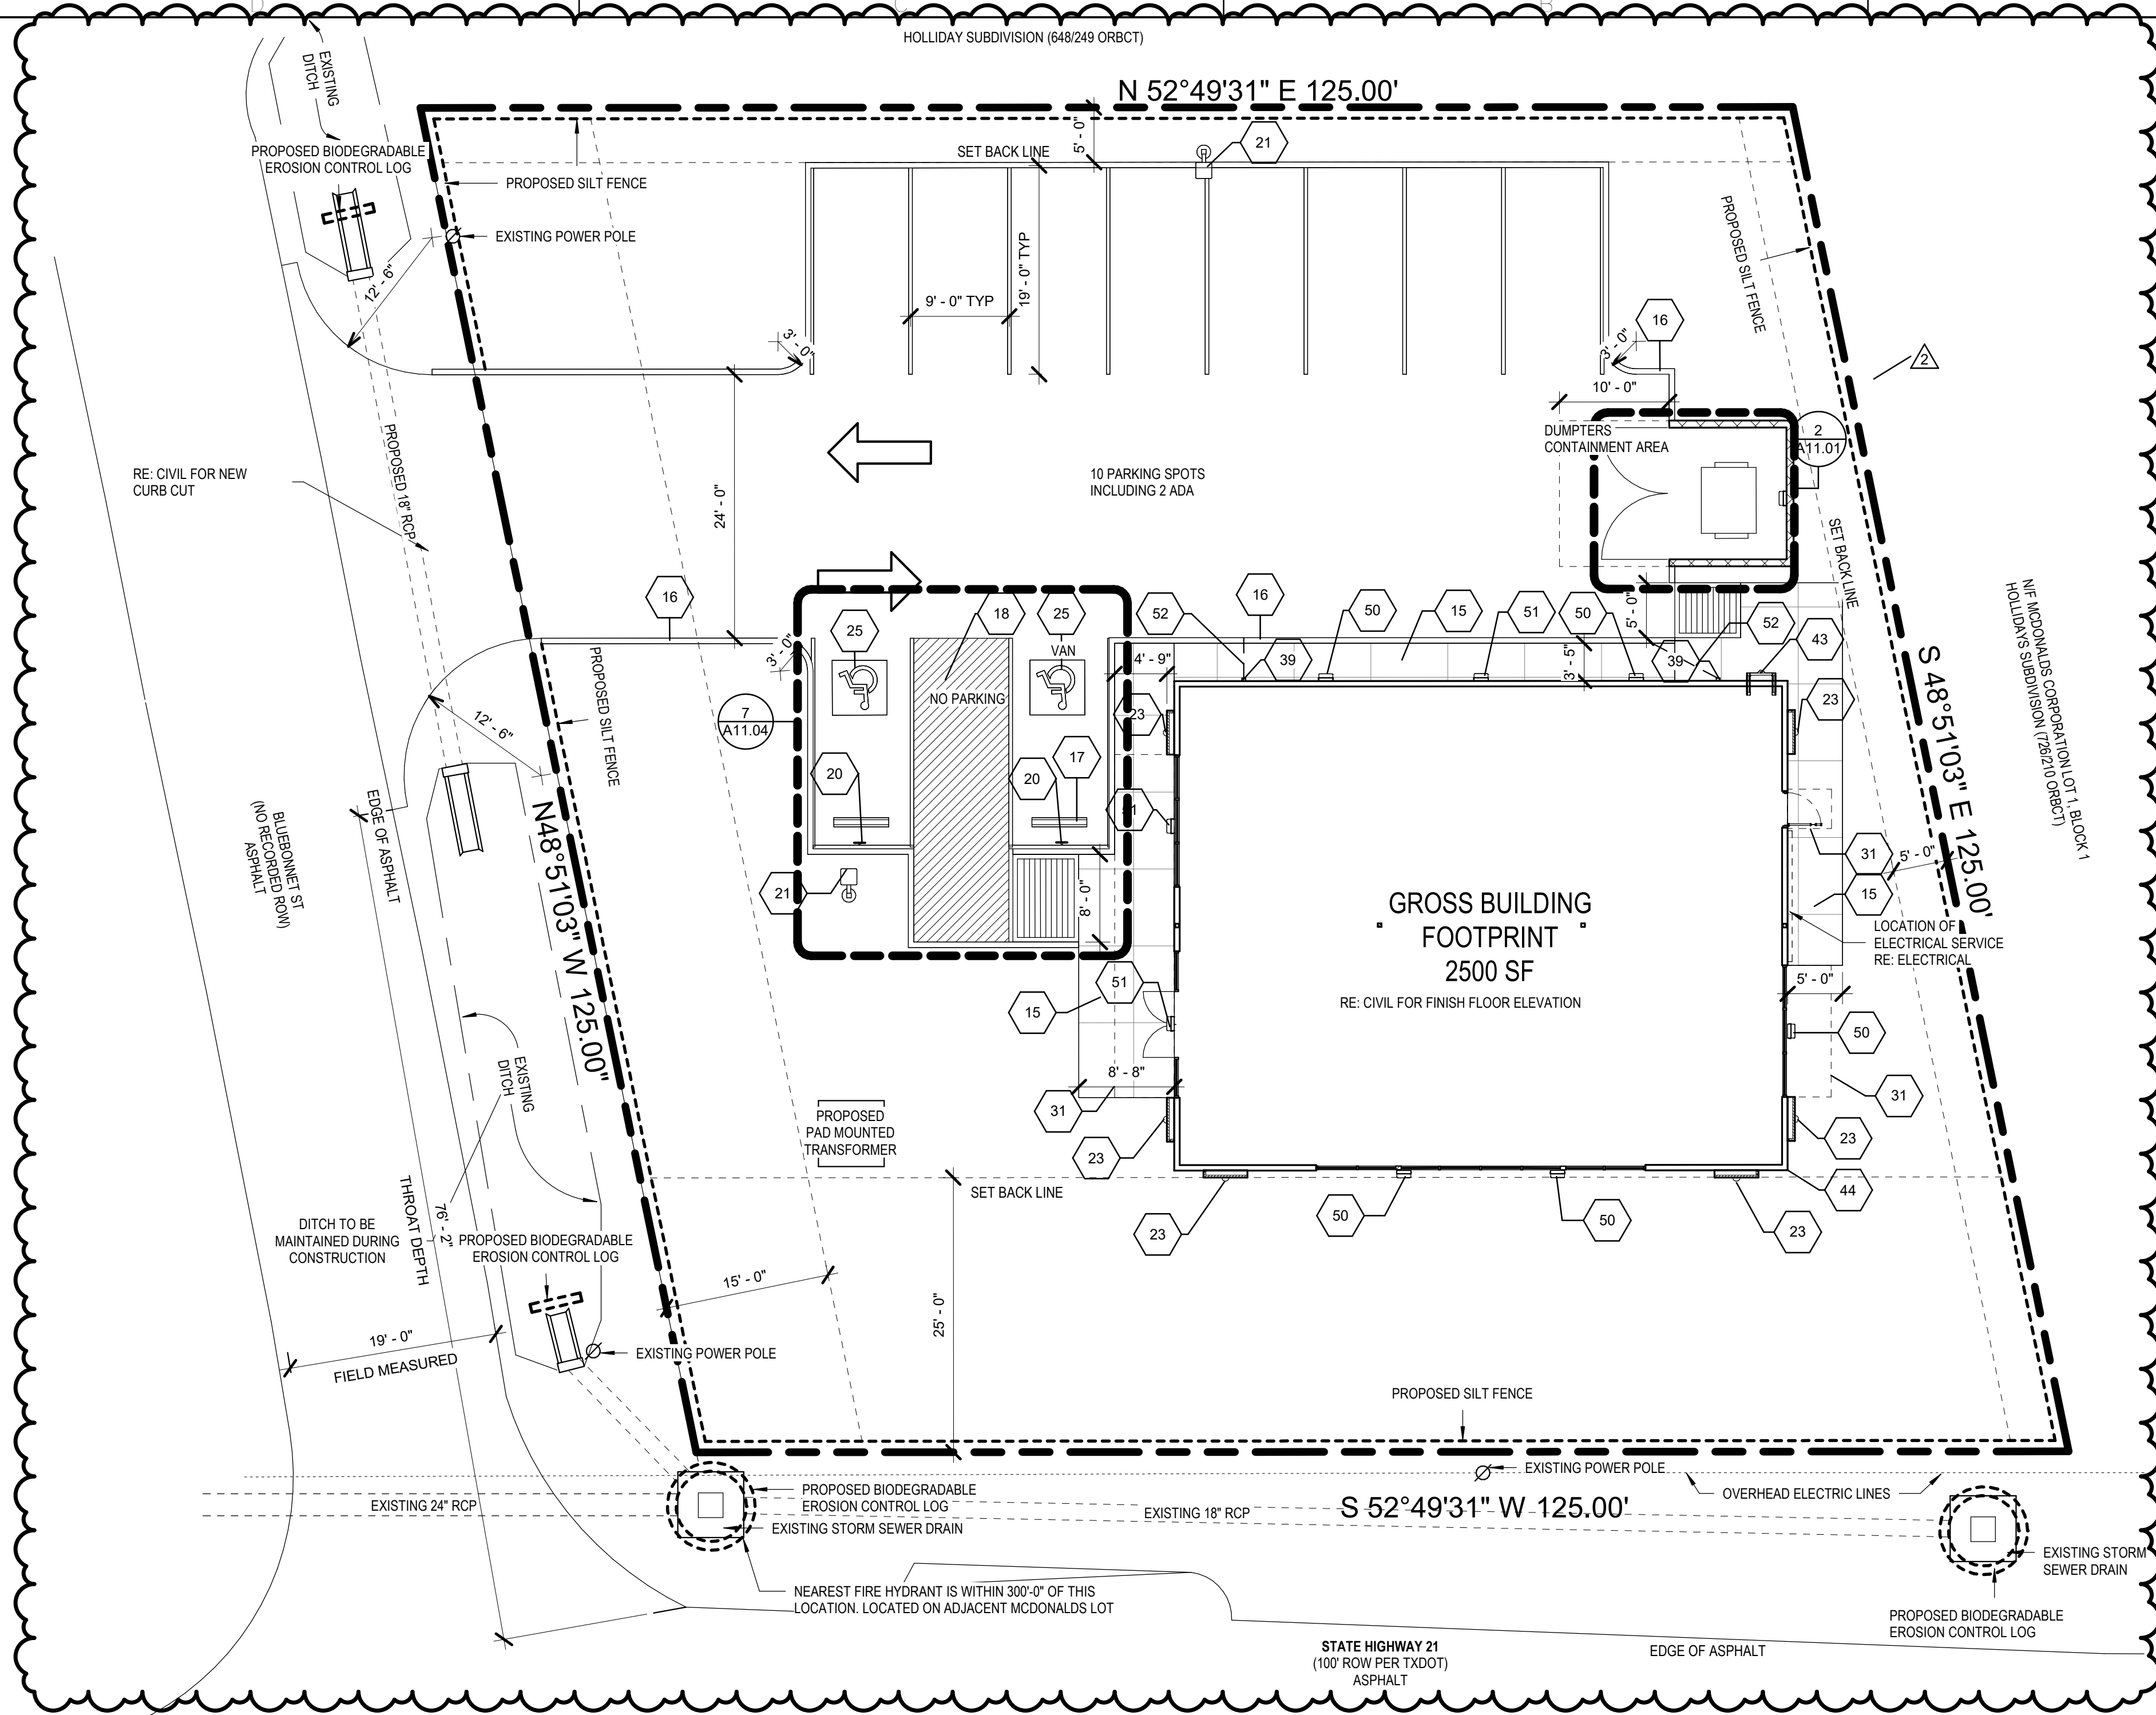 HOLLIDAY SUBDIVISION (648/249 ORBCT)
N 52°49'31" E 125.00'
EXISTING
DITCH
PROPOSED BIODEGRADABLE
EROSION CONTROL LOG
SET BACK LINE
5' - 0"
21
PROPOSED SILT FENCE
EXISTING POWER POLE
12' - 6"
9' - 0" TYP
19' - 0" TYP
PROPOSED SILT FENCE
3' - 0"
3' - 0"
16
2
10' - 0"
DUMPTERS
CONTAINMENT AREA
2
A11.01
RE: CIVIL FOR NEW
CURB CUT
PROPOSED 18" RCP
24' - 0"
10 PARKING SPOTS
INCLUDING 2 ADA
SET BACK LINE
N/F MCDONALDS CORPORATION LOT 1, BLOCK 1
HOLLIDAYS SUBDIVISION (726/210 ORBCT)
S 48°51'03" E 125.00'
16
25
18
25
VAN
52
16
50
15
51
50
5' - 0"
52
43
39
39
3' - 0"
4' - 9"
3' - 5"
PROPOSED SILT FENCE
NO PARKING
7
A11.04
23
23
12' - 6"
20
20
17
51
EDGE OF ASPHALT
BLUEBONNET ST
(NO RECORDED ROW)
ASPHALT
N48°51'03" W 125.00"
21
8' - 0"
31
5' - 0"
15
GROSS BUILDING
FOOTPRINT
2500 SF
RE: CIVIL FOR FINISH FLOOR ELEVATION
LOCATION OF
ELECTRICAL SERVICE
RE: ELECTRICAL
5' - 0"
51
15
50
EXISTING
DITCH
8' - 8"
31
31
PROPOSED
PAD MOUNTED
TRANSFORMER
23
23
SET BACK LINE
44
23
50
50
23
THROAT DEPTH
76' - 2"
DITCH TO BE
MAINTAINED DURING
CONSTRUCTION
PROPOSED BIODEGRADABLE
EROSION CONTROL LOG
15' - 0"
25' - 0"
19' - 0"
FIELD MEASURED
EXISTING POWER POLE
PROPOSED SILT FENCE
EXISTING POWER POLE
EXISTING 24" RCP
PROPOSED BIODEGRADABLE
EROSION CONTROL LOG
EXISTING STORM SEWER DRAIN
EXISTING 18" RCP
S 52°49'31" W 125.00'
OVERHEAD ELECTRIC LINES
EXISTING STORM
SEWER DRAIN
NEAREST FIRE HYDRANT IS WITHIN 300'-0" OF THIS
LOCATION. LOCATED ON ADJACENT MCDONALDS LOT
PROPOSED BIODEGRADABLE
EROSION CONTROL LOG
STATE HIGHWAY 21
(100' ROW PER TXDOT)
ASPHALT
EDGE OF ASPHALT